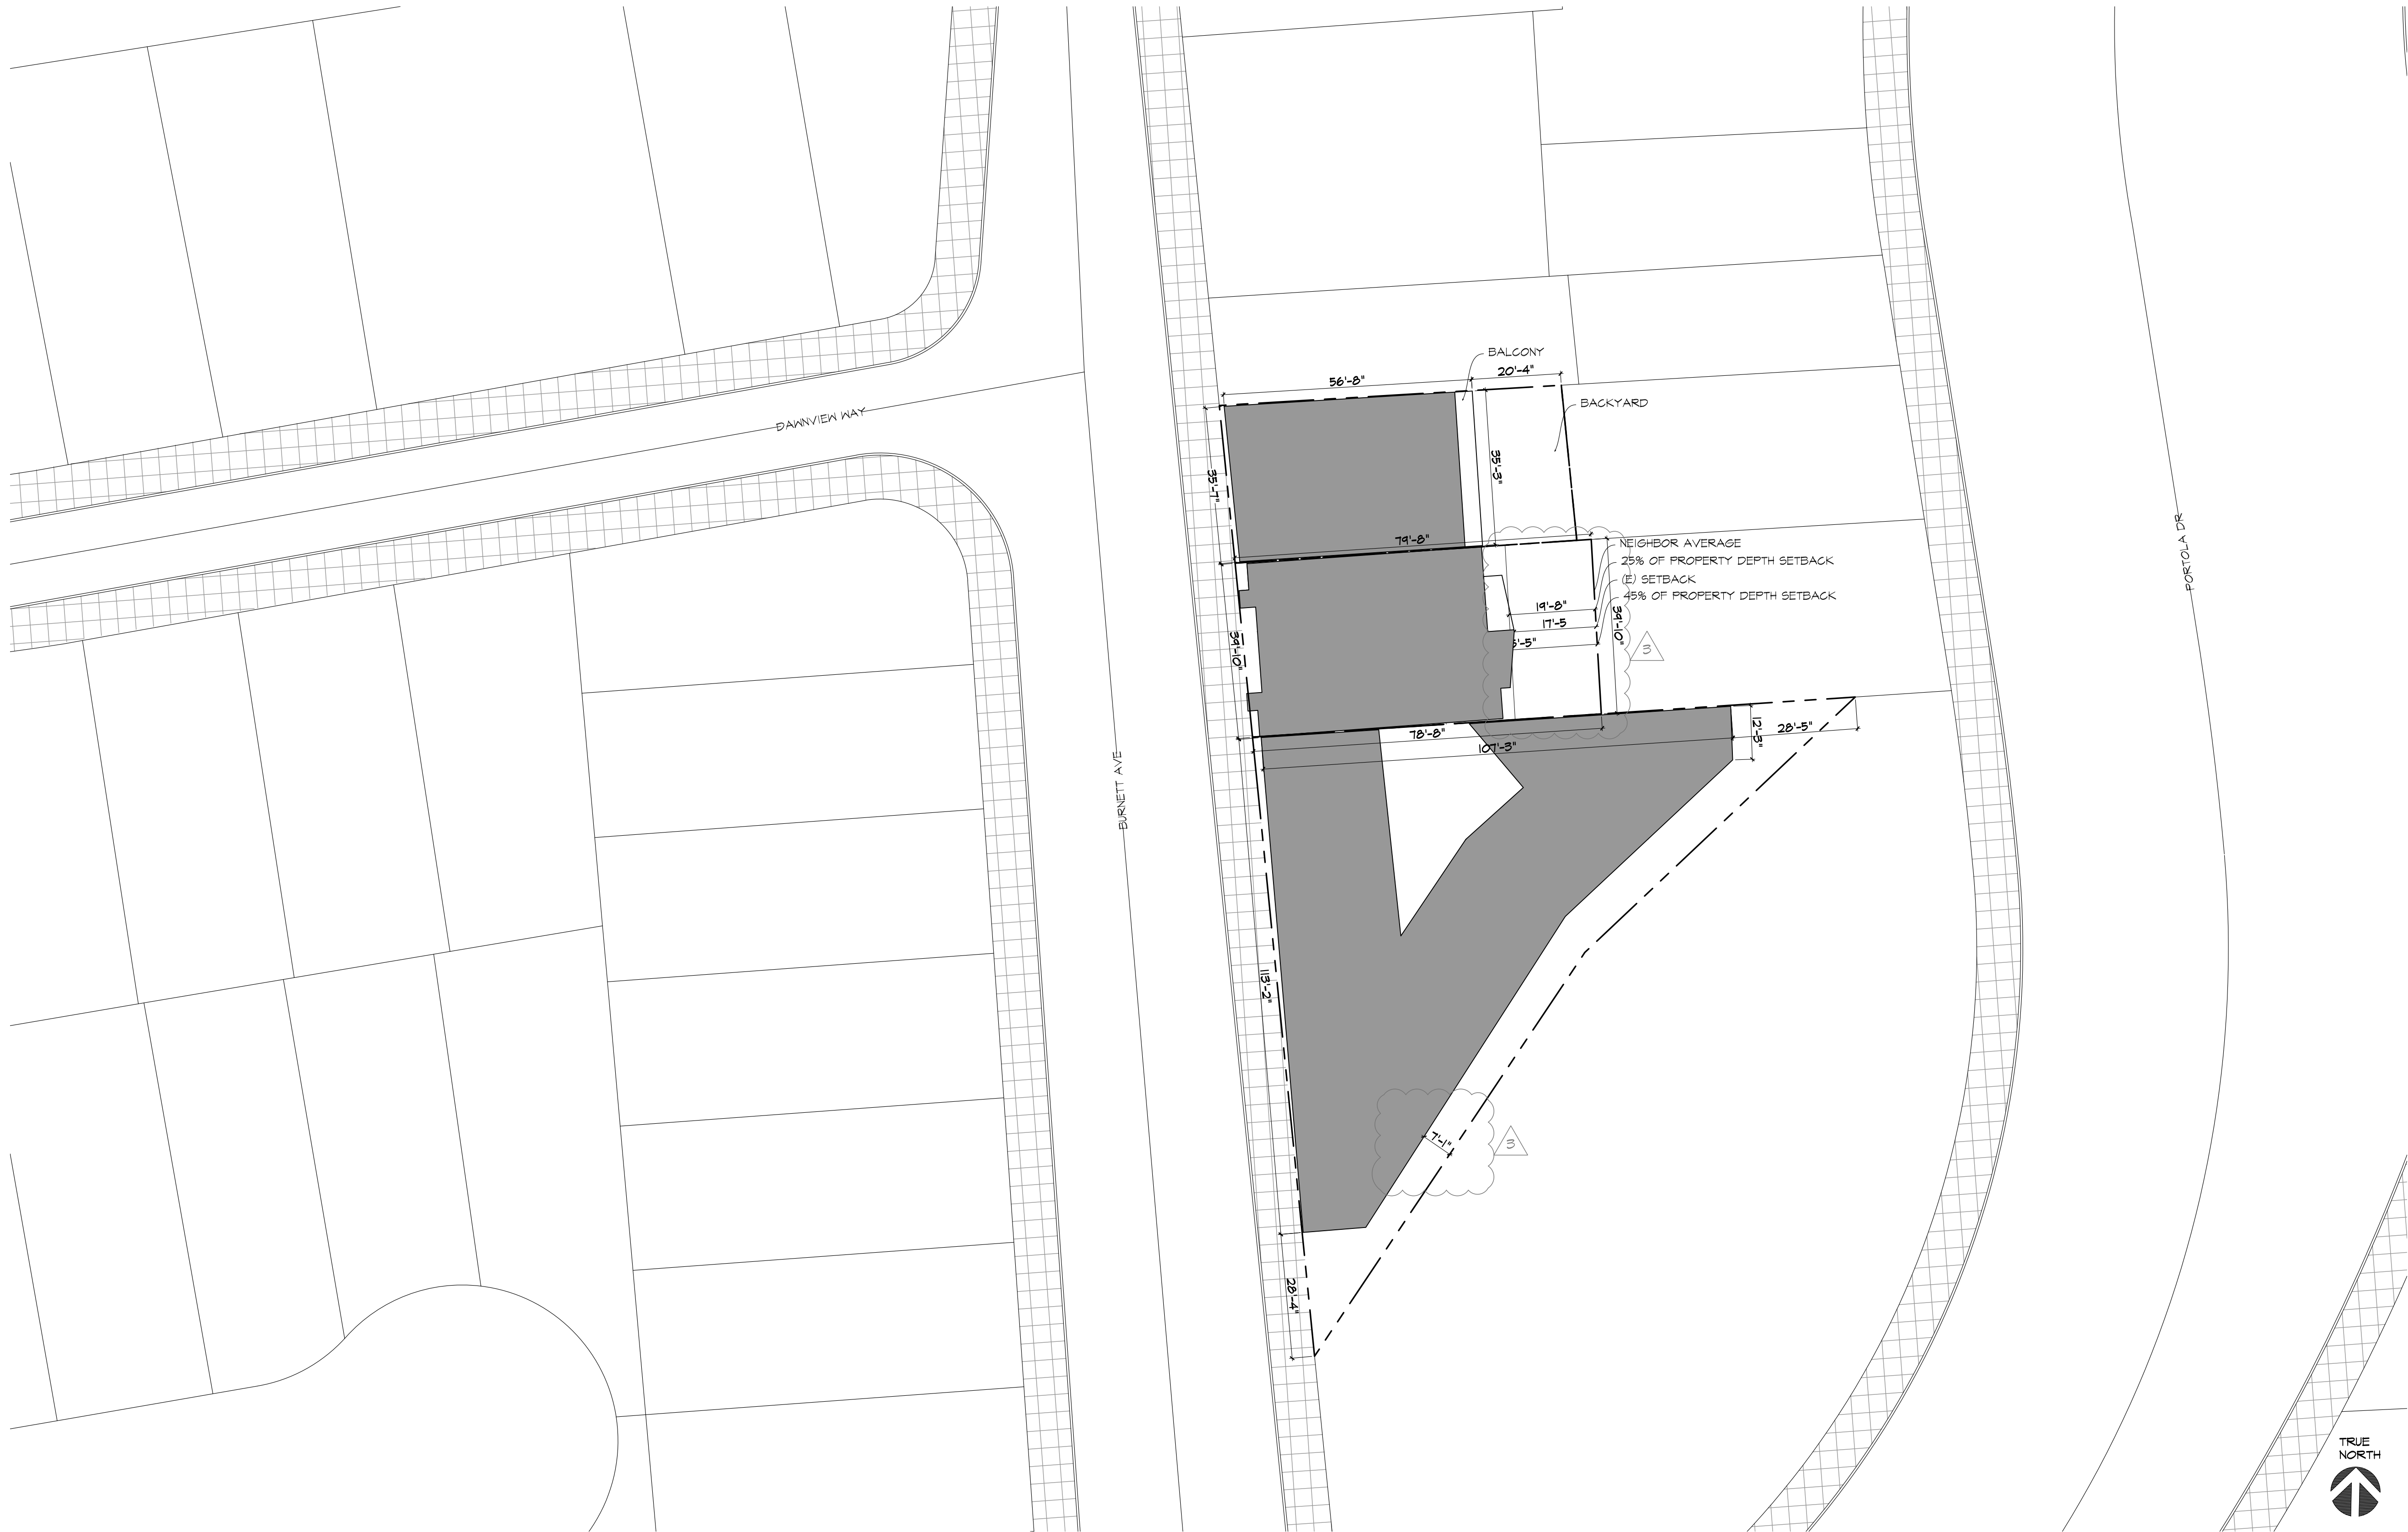 BALCONY
20'-4"
56'-8"
BACKYARD
DAWNVIEW WAY
35'-3"
35'-7"
79'-8"
NEIGHBOR AVERAGE
25% OF PROPERTY DEPTH SETBACK
(E) SETBACK
45% OF PROPERTY DEPTH SETBACK
PORTOLA DR
19'-8"
17'-5
39'-10"
39'-10"
3
78'-8"
107'-3"
12'-3"
28'-5"
BURNETT AVE
113'-2"
7'-1"
3
28'-4"
TRUE
NORTH